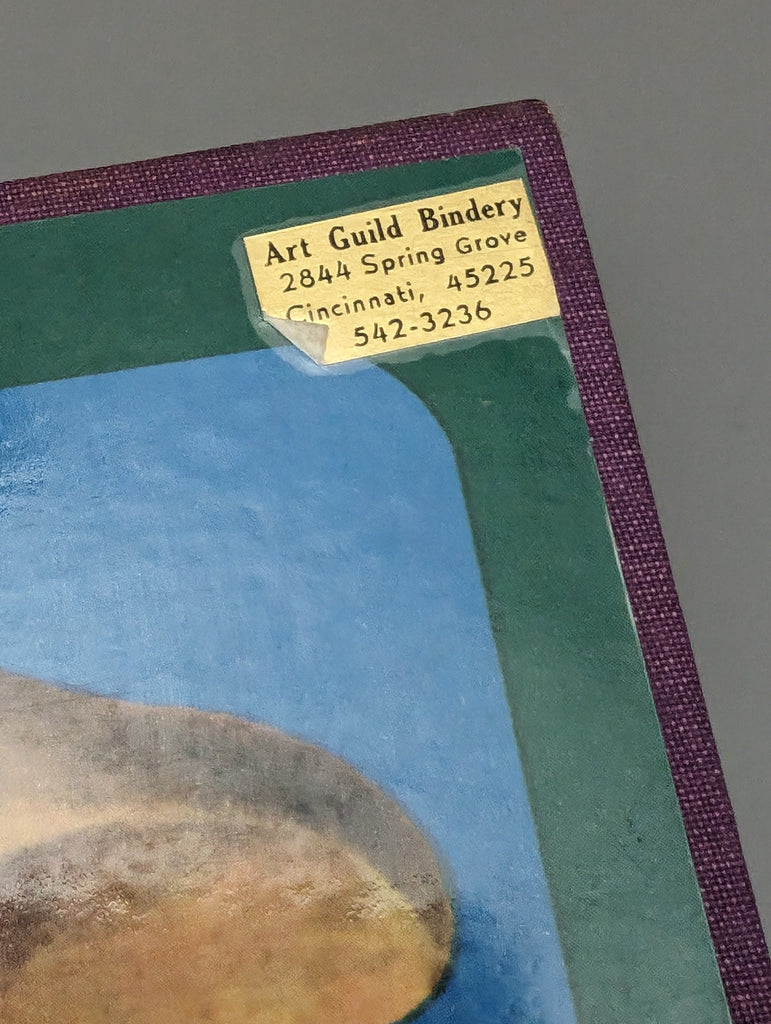 Art Guild Bindery
2844 Spring Grove
Cincinnati, 45225
542-3236